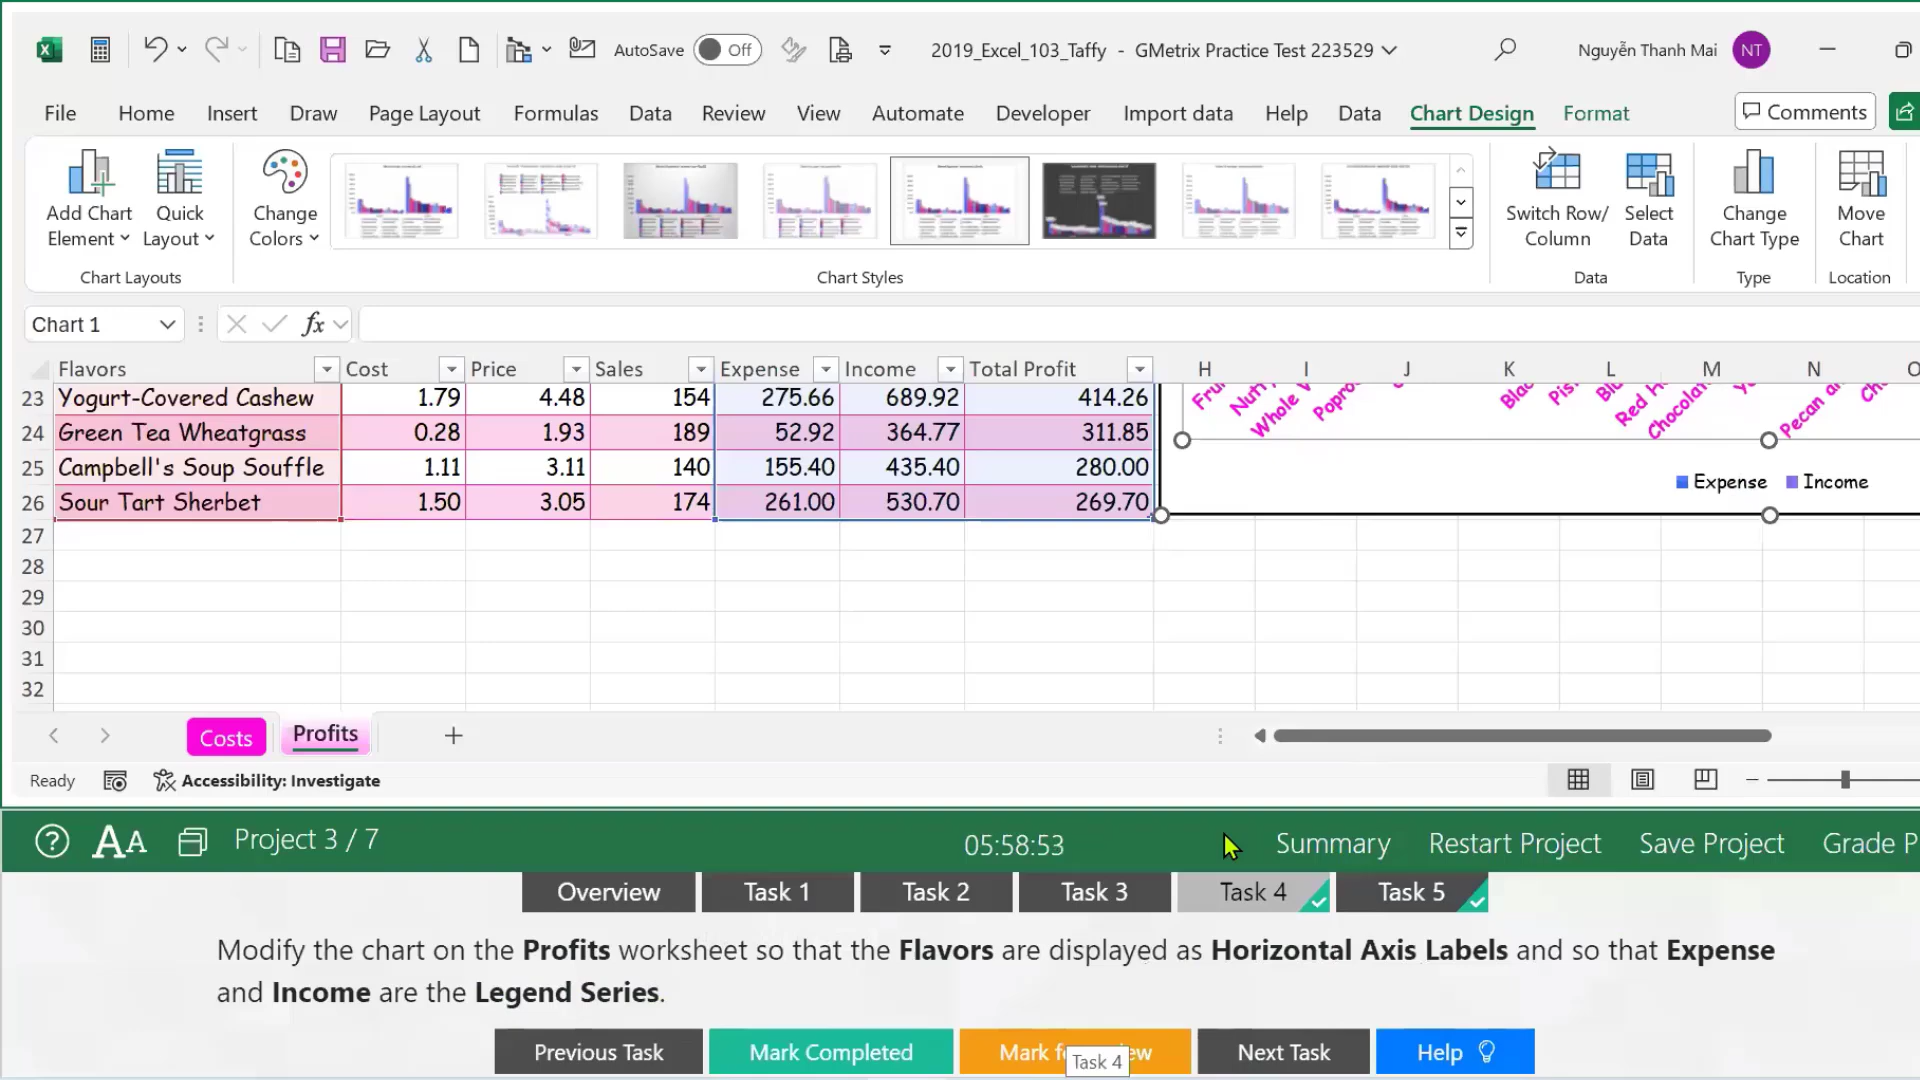 AutoSave Off 2019_Excel_103_Taffy - GMetrix Practice Test 223529 Nguyễn Thanh Mai NT
File Home Insert Draw Page Layout Formulas Data Review View Automate Developer Import data Help Data Chart Design Format Comments
Add Chart Element
Quick Layout
Change Colors
Switch Row/ Column
Select Data
Change Chart Type
Move Chart
Chart Layouts Chart Styles Data Type Location
Chart 1 fx
Flavors Cost Price Sales Expense Income Total Profit H I J K L M N O
23 Yogurt-Covered Cashew 1.79 4.48 154 275.66 689.92 414.26
24 Green Tea Wheatgrass 0.28 1.93 189 52.92 364.77 311.85
25 Campbell's Soup Souffle 1.11 3.11 140 155.40 435.40 280.00
26 Sour Tart Sherbet 1.50 3.05 174 261.00 530.70 269.70
Whole Red Pecan
Expense Income
27
28
29
30
31
32
Costs Profits
Ready Accessibility: Investigate
AA Project 3 / 7 05:58:53 Summary Restart Project Save Project Grade P
Overview Task 1 Task 2 Task 3 Task 4 Task 5
Modify the chart on the Profits worksheet so that the Flavors are displayed as Horizontal Axis Labels and so that Expense
and Income are the Legend Series.
Previous Task Mark Completed Mark Next Task Help
Task 4